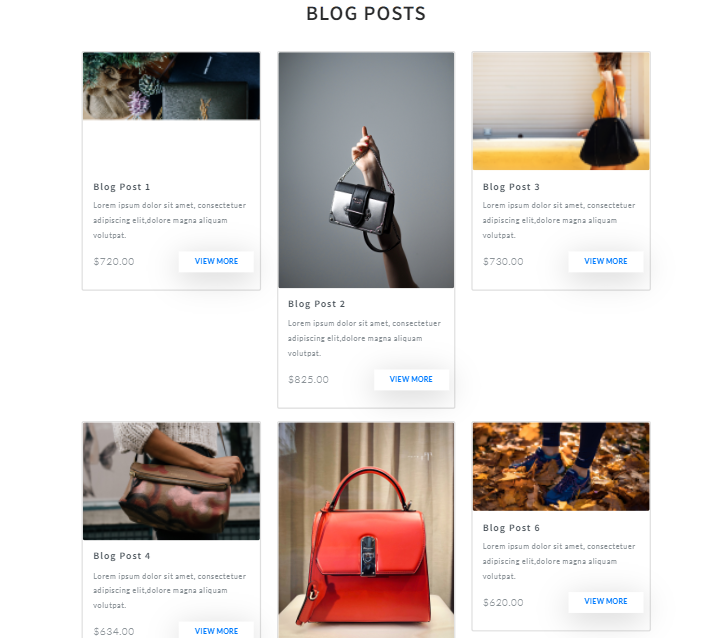 BLOG POSTS
Blog Post 1
Lorem ipsum dolor sit amet, consectetuer
adipiscing elit,dolore magna aliquam
volutpat.
$720.00
VIEW MORE
Blog Post 2
Lorem ipsum dolor sit amet, consectetuer
adipiscing elit,dolore magna aliquam
volutpat.
$825.00
VIEW MORE
Blog Post 3
Lorem ipsum dolor sit amet, consectetuer
adipiscing elit,dolore magna aliquam
volutpat.
$730.00
VIEW MORE
Blog Post 4
Lorem ipsum dolor sit amet, consectetuer
adipiscing elit,dolore magna aliquam
volutpat.
$634.00
VIEW MORE
Blog Post 6
Lorem ipsum dolor sit amet, consectetuer
adipiscing elit,dolore magna aliquam
volutpat.
$620.00
VIEW MORE